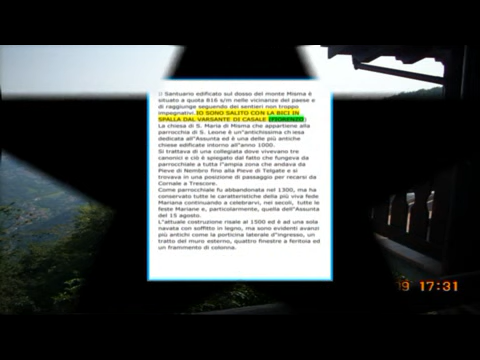 Il Santuario edificato sul dosso del monte Misma è
situato a quota 816 s/m nelle vicinanze del paese e
di raggiunge seguendo dei sentieri non troppo
impegnativi.IO SONO SALITO CON LA BICI IN
SPALLA DAL VARSANTE DI CASALE (FIORENZO)
La chiesa di S. Maria di Misma che appartiene alla
parrocchia di S. Leone è un"antichissima chiesa
dedicata all"Assunta ed è una delle più antiche
chiese edificate intorno all"anno 1000.
Si trattava di una collegiata dove vivevano tre
canonici e ciò è spiegato dal fatto che fungeva da
parrocchiale a tutta l"ampia zona che andava da
Pieve di Nembro fino alla Pieve di Telgate e si
trovava in una posizione di passaggio per recarsi da
Cornale a Trescore.
Come parrocchiale fu abbandonata nel 1300, ma ha
conservato tutte le caratteristiche della più viva fede
Mariana continuando a celebrarvi, nei secoli, tutte le
feste Mariane e, particolarmente, quella dell"Assunta
del 15 agosto.
L"attuale costruzione risale al 1500 ed è ad una sola
navata con soffitto in legno, ma sono evidenti avanzi
più antichi come la porticina laterale d"ingresso, un
tratto del muro esterno, quattro finestre a feritoia ed
un frammento di colonna.
9 17:31